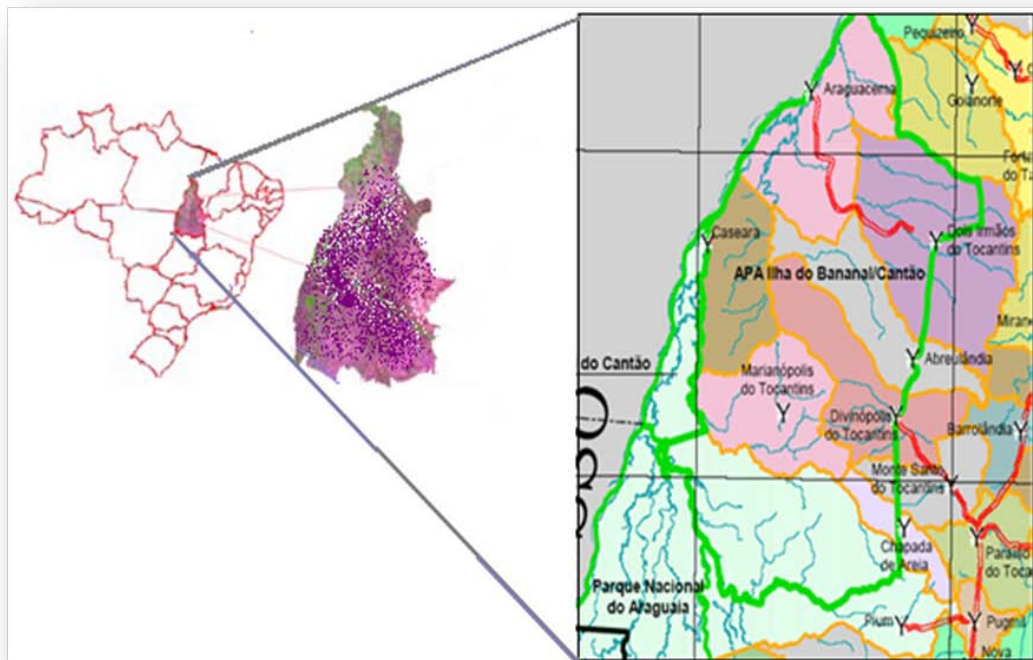 Pequizeiro
Araguacema
Goianorte
Caseara
Dois Irmãos
do Tocantins
APA Ilha do Bananal/Cantão
Abreulândia
do Cantão
Marianópolis
do Tocantins
Divinópolis
do Tocantins
Barrolândia
Monte Santo
do Tocantins
Chapada
de Areia
Parque Nacional
do Araguaia
Pium
Nova